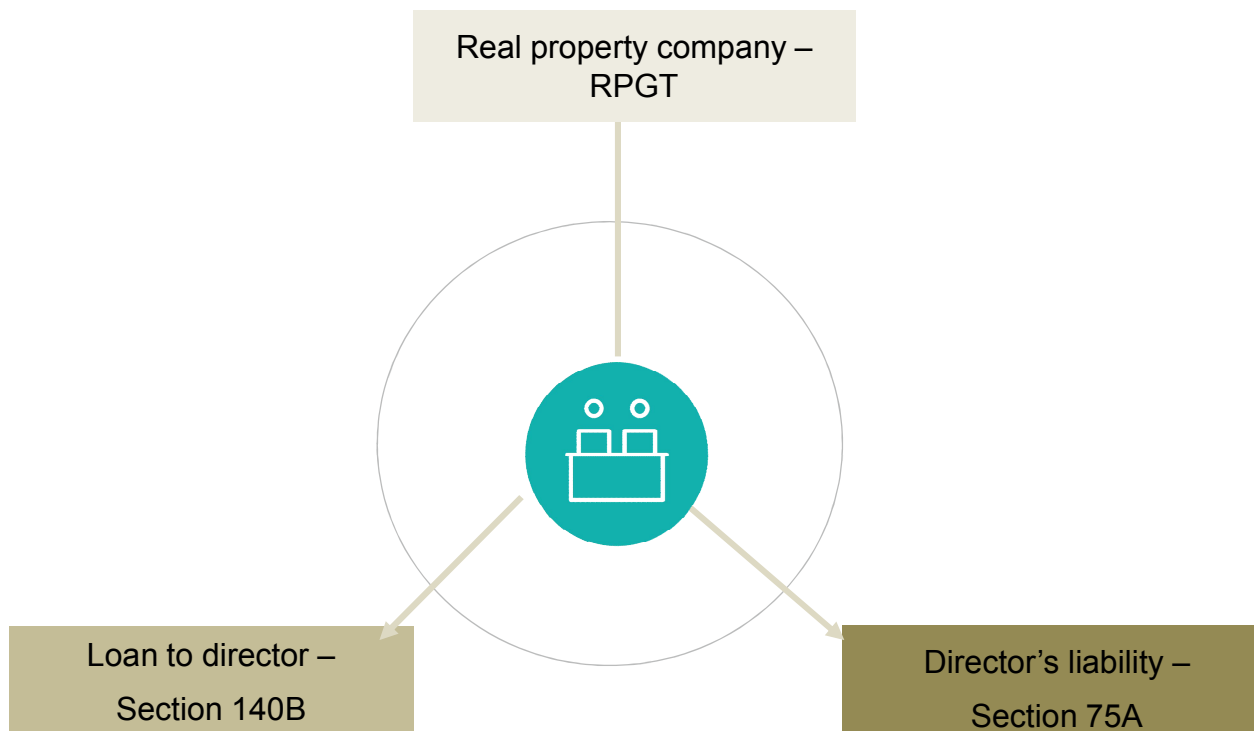 Real property company –
RPGT
Loan to director –
Section 140B
Director’s liability –
Section 75A